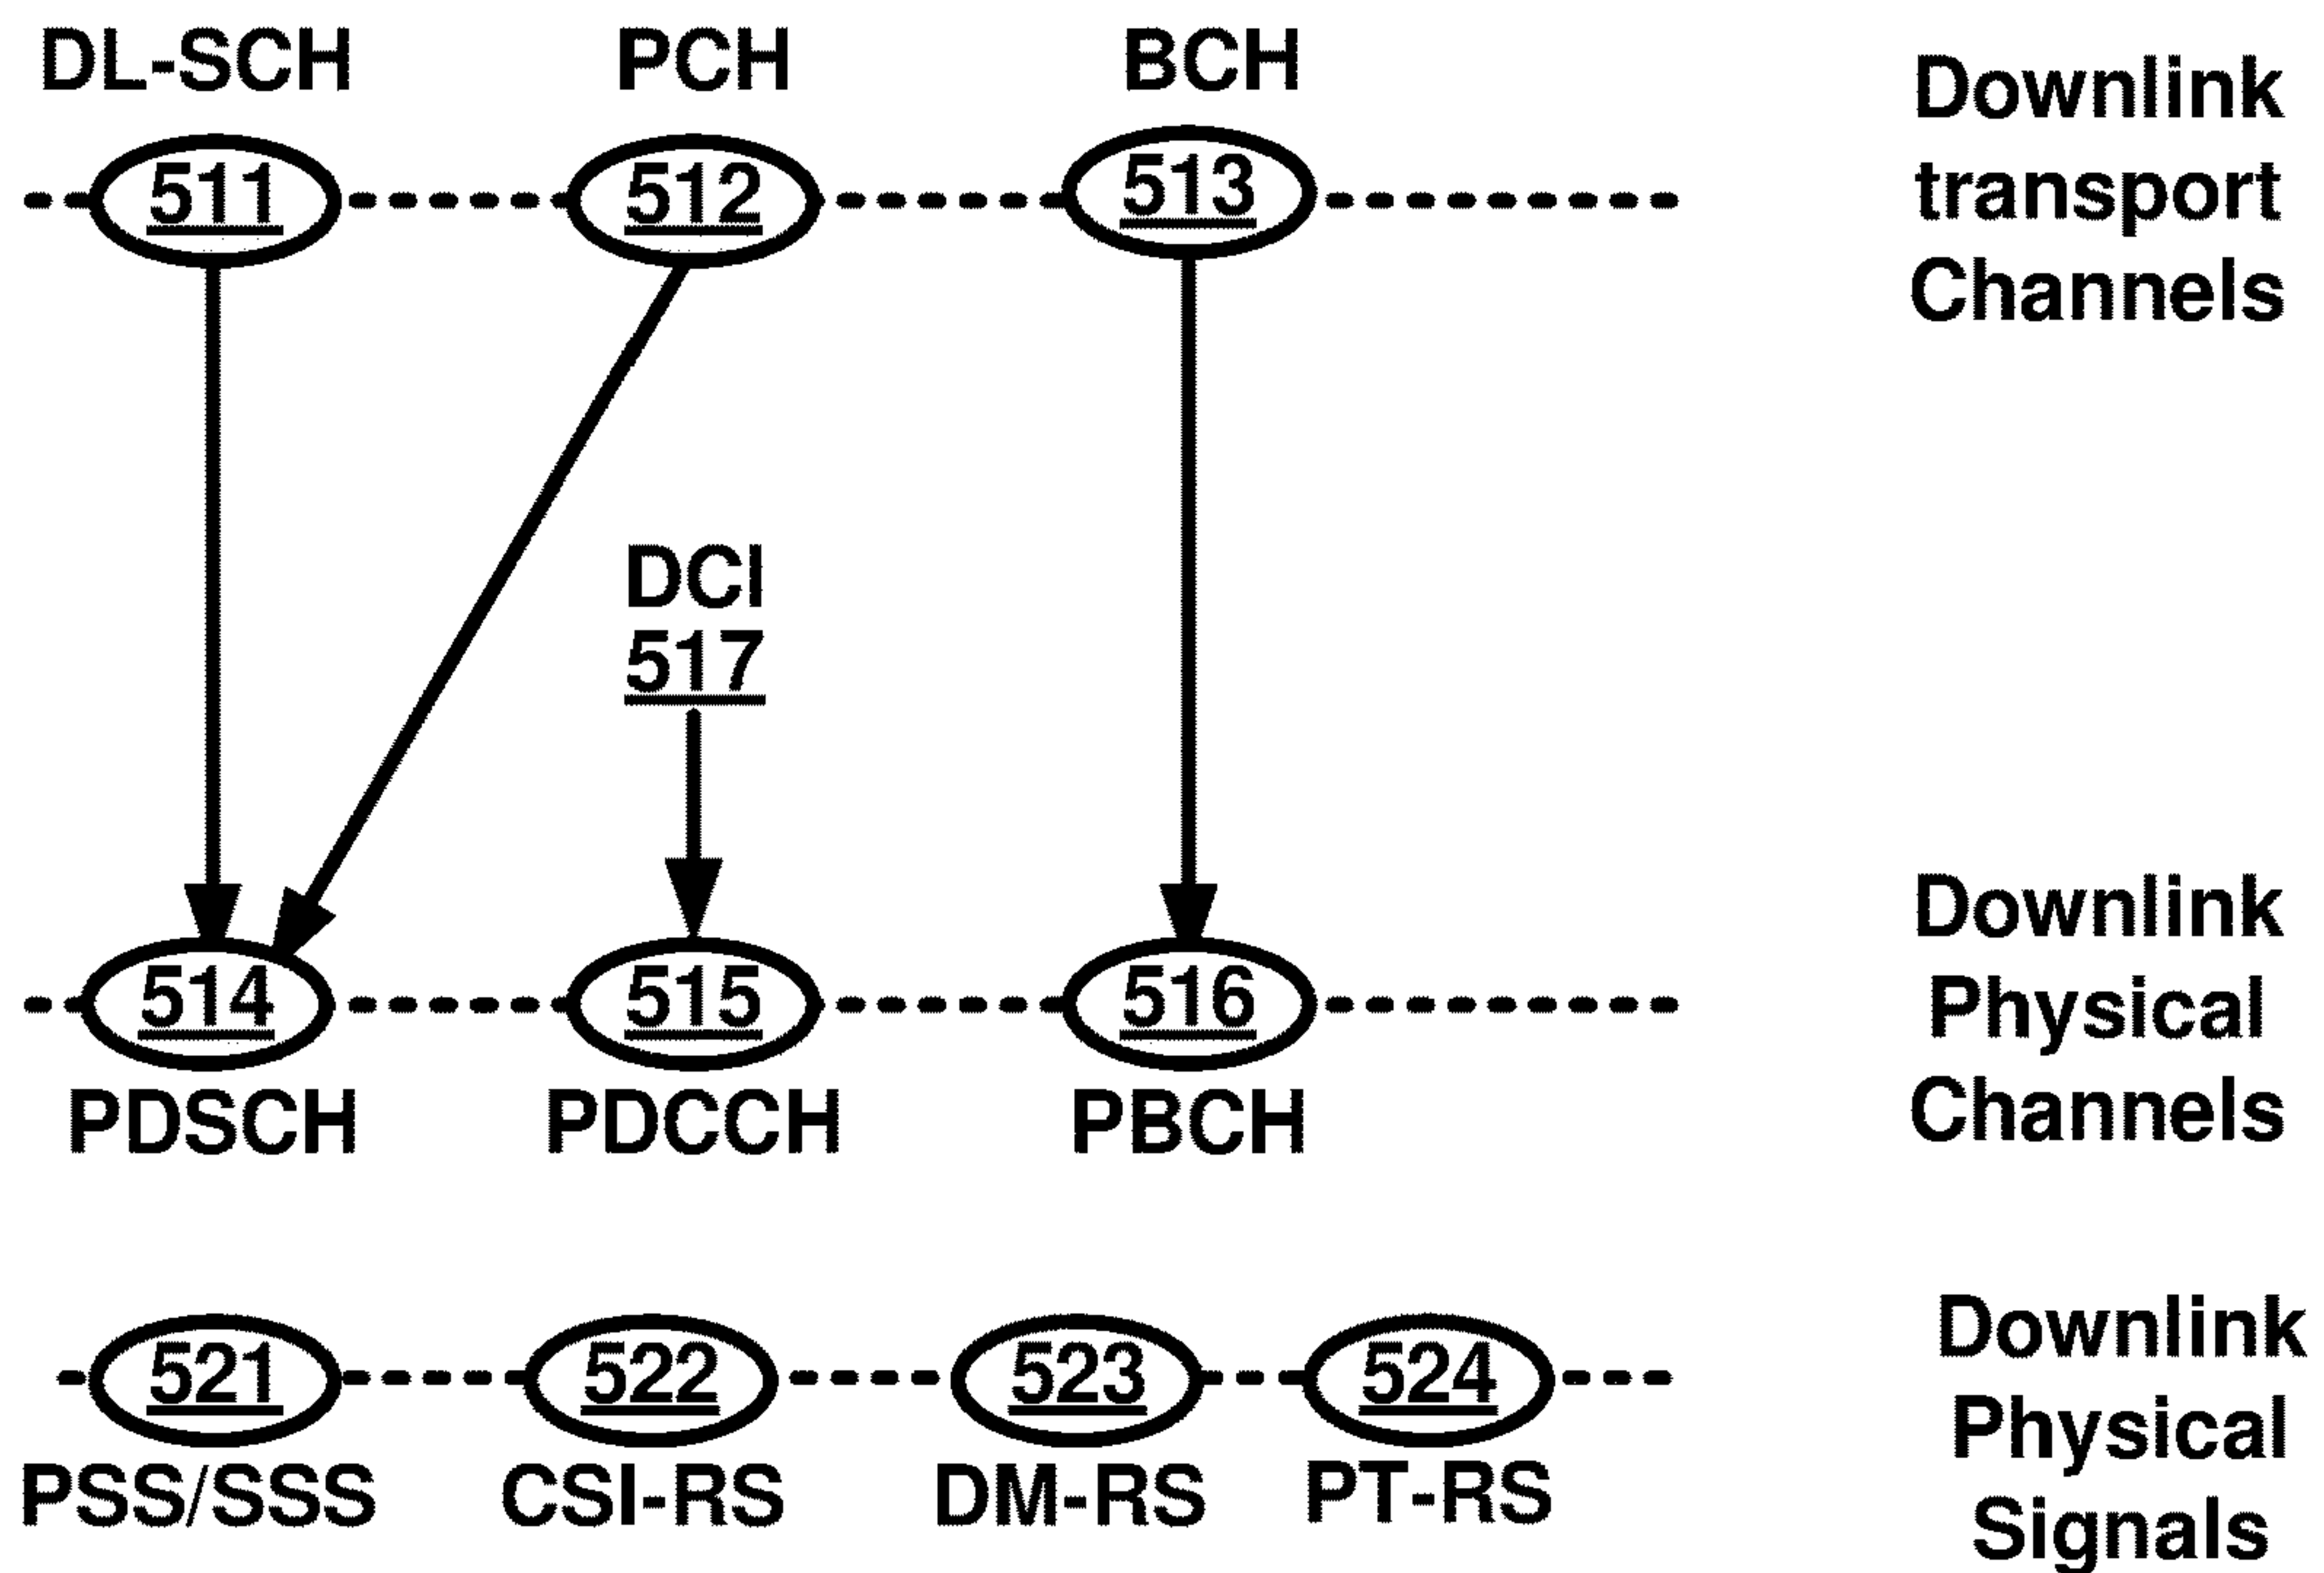 DL-SCH
PCH
BCH
511
512
513
Downlink
transport
Channels
DCI
517
514
515
516
PDSCH
PDCCH
PBCH
Downlink
Physical
Channels
521
522
523
524
PSS/SSS
CSI-RS
DM-RS
PT-RS
Downlink
Physical
Signals